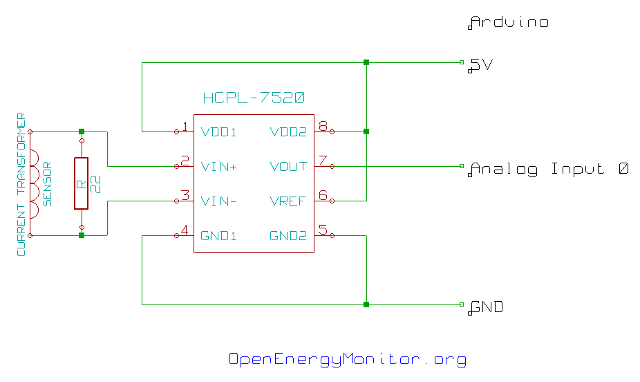 Arduino
5V
HCPL-7520
1 VDD1 VDD2 8
2 VIN+ VOUT 7
Analog Input 0
3 VIN- VREF 6
4 GND1 GND2 5
CURRENT TRANSFORMER
SENSOR
R
22
GND
OpenEnergyMonitor.org